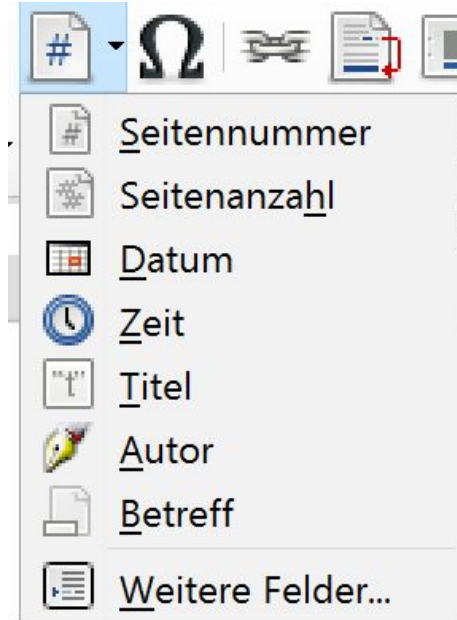 #
Ω
Seitennummer
Seitenanzahl
Datum
Zeit
Titel
Autor
Betreff
Weitere Felder...